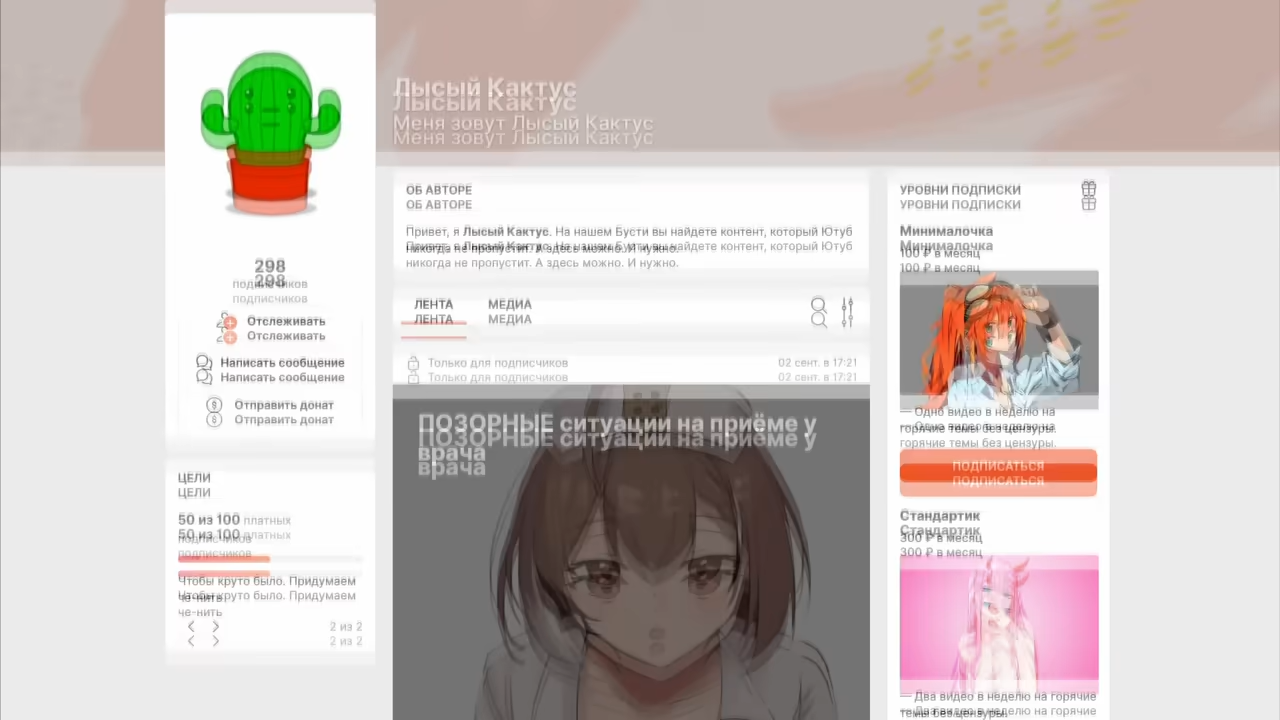 Лысый Кактус
Меня зовут Лысый Кактус
298
подписчиков
Отслеживать
Написать сообщение
Отправить донат
ЦЕЛИ
50 из 100 платных
подписчиков
Чтобы круто было. Придумаем
че-нить
2 из 2
ОБ АВТОРЕ
Привет, я Лысый Кактус. На нашем Бусти вы найдете контент, который Ютуб
никогда не пропустит. А здесь можно. И нужно.
ЛЕНТА
МЕДИА
Только для подписчиков
02 сент. в 17:21
ПОЗОРНЫЕ ситуации на приёме у
врача
УРОВНИ ПОДПИСКИ
Минималочка
100 ₽ в месяц
— Одно видео в неделю на
горячие темы без цензуры.
ПОДПИСАТЬСЯ
Стандартик
300 ₽ в месяц
— Два видео в неделю на горячие
темы без цензуры.